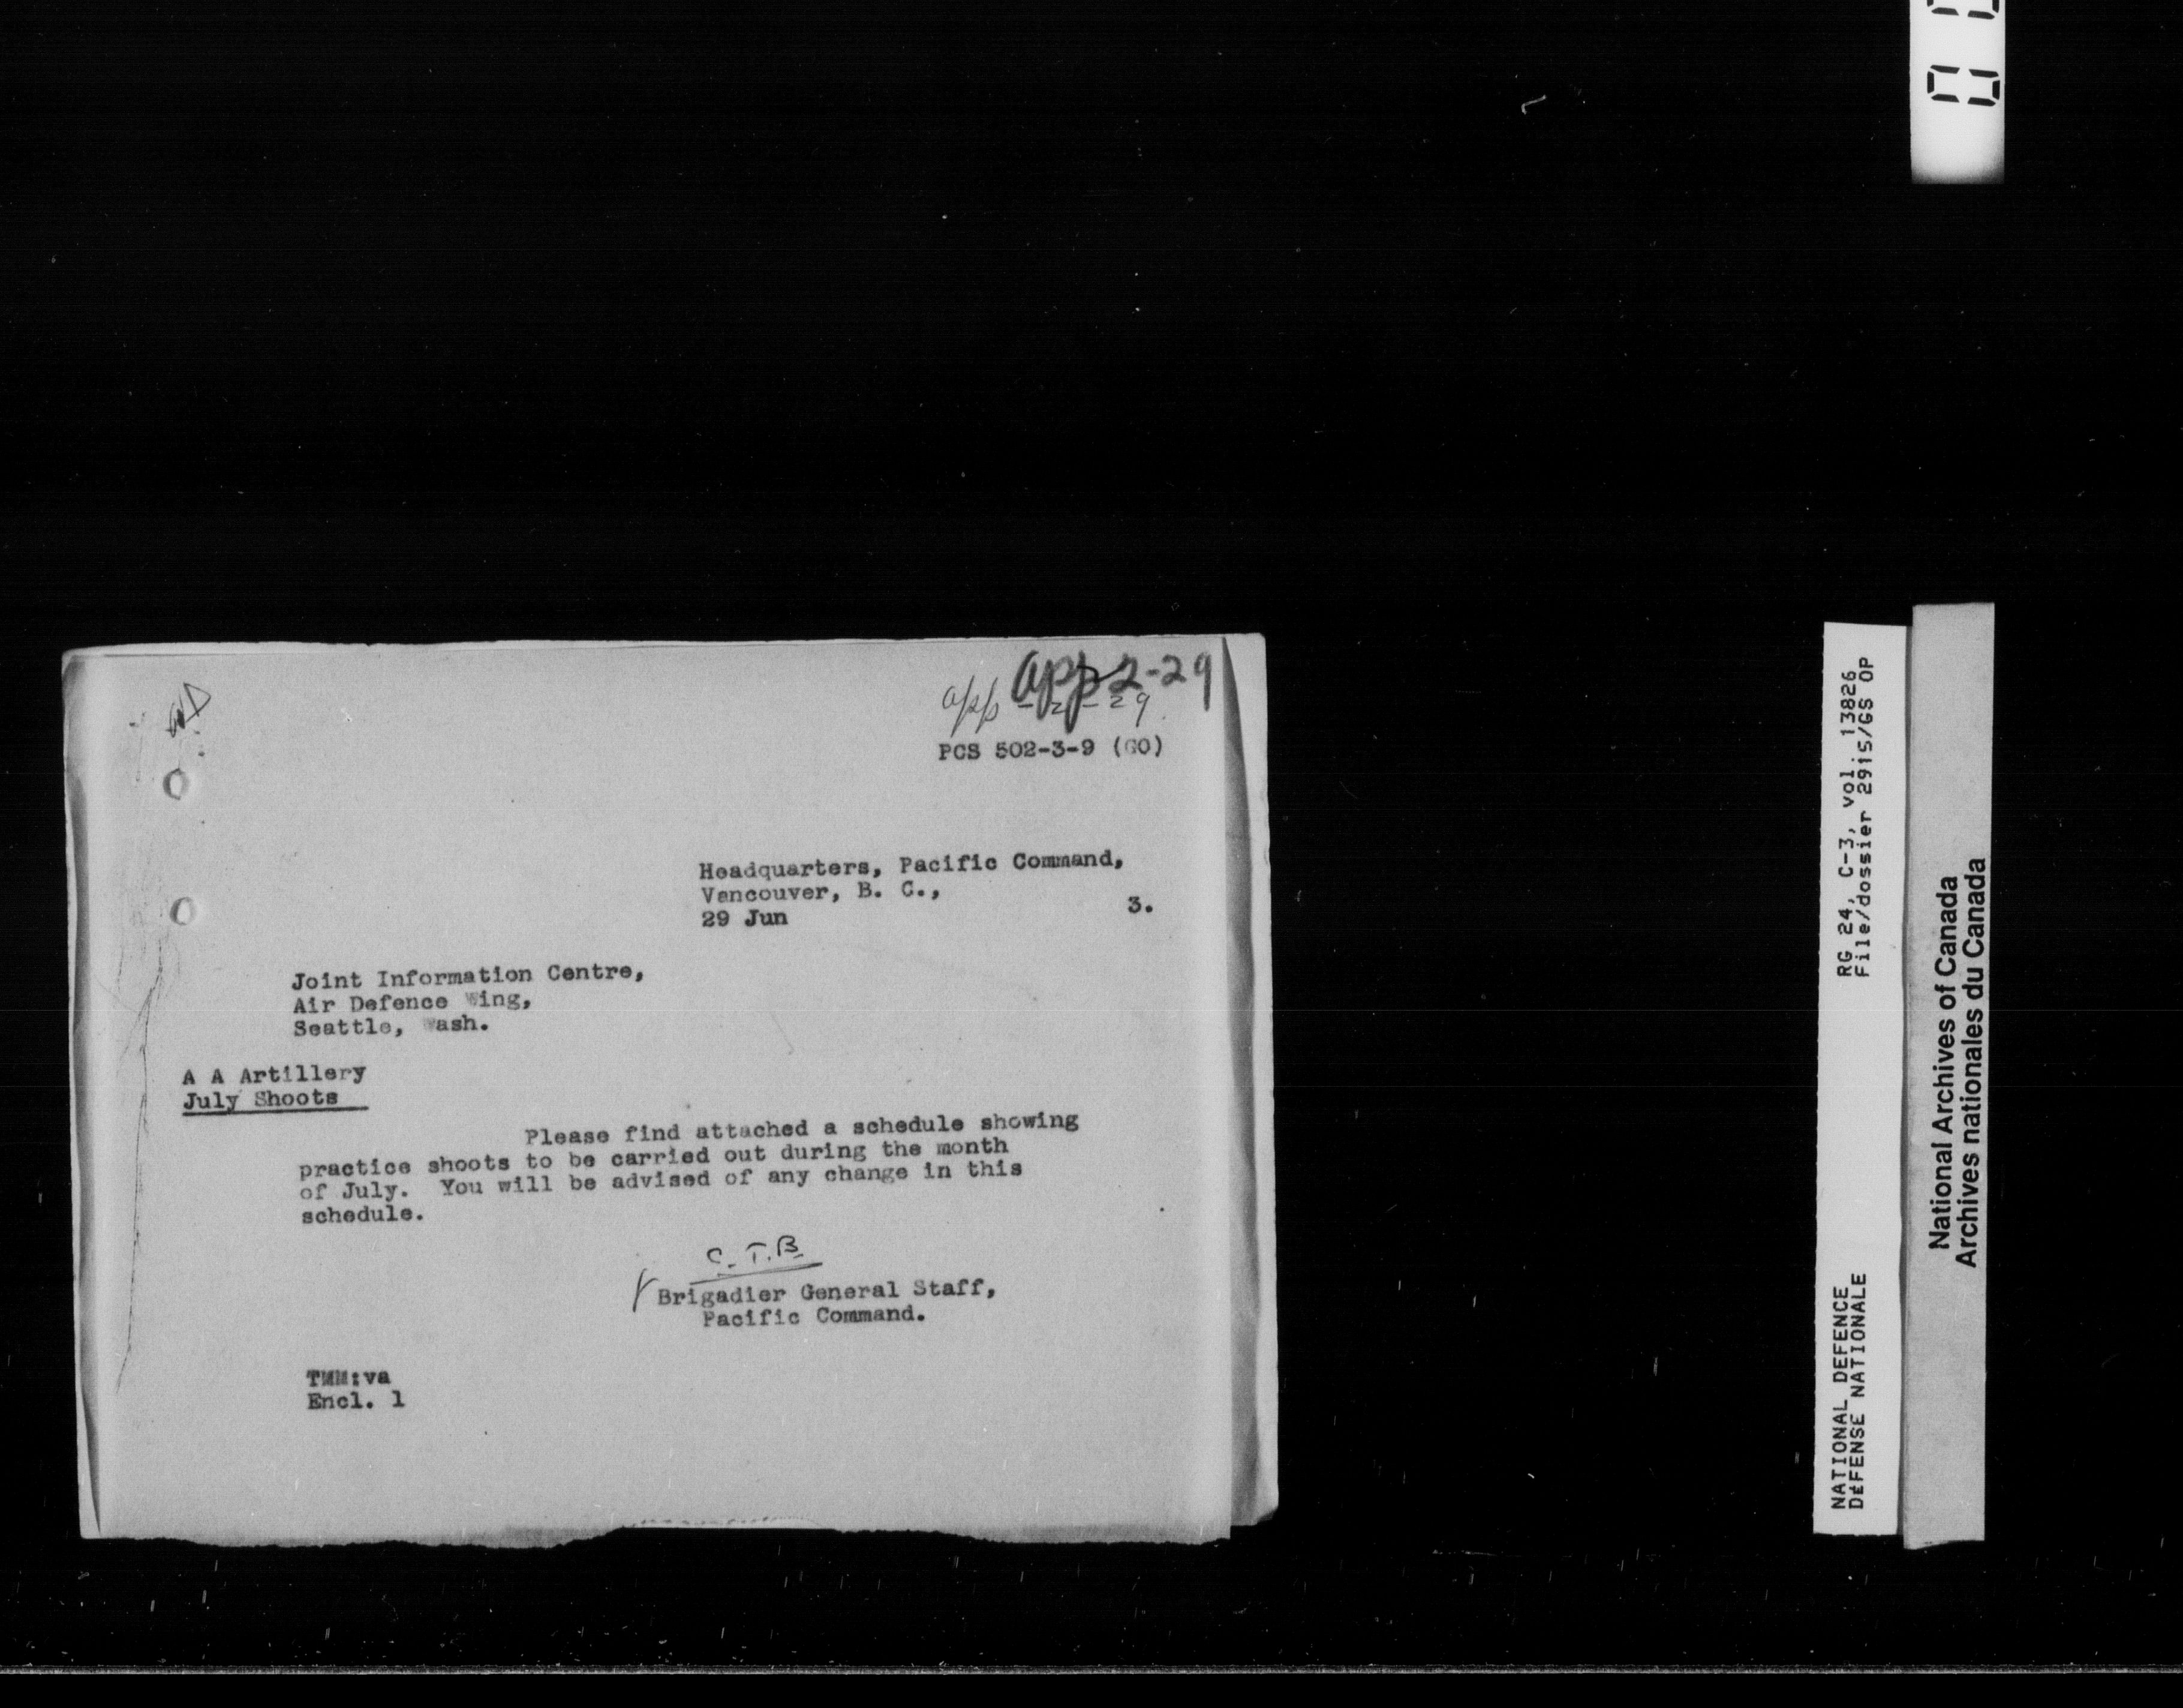 app 2-29
app - 2 - 29
PCS 502-3-9 (GO)
Headquarters, Pacific Command,
Vancouver, B. C.,
29 Jun 3.
Joint Information Centre,
Air Defence Wing,
Seattle, Wash.
A A Artillery
July Shoots
Please find attached a schedule showing
practice shoots to be carried out during the month
of July. You will be advised of any change in this
schedule.
C.T.B.
Brigadier General Staff,
Pacific Command.
TMM:va
Encl. 1
NATIONAL DEFENCE RG 24, C-3, vol. 13826
DÉFENSE NATIONALE File/dossier 2915/GS OP
National Archives of Canada
Archives nationales du Canada